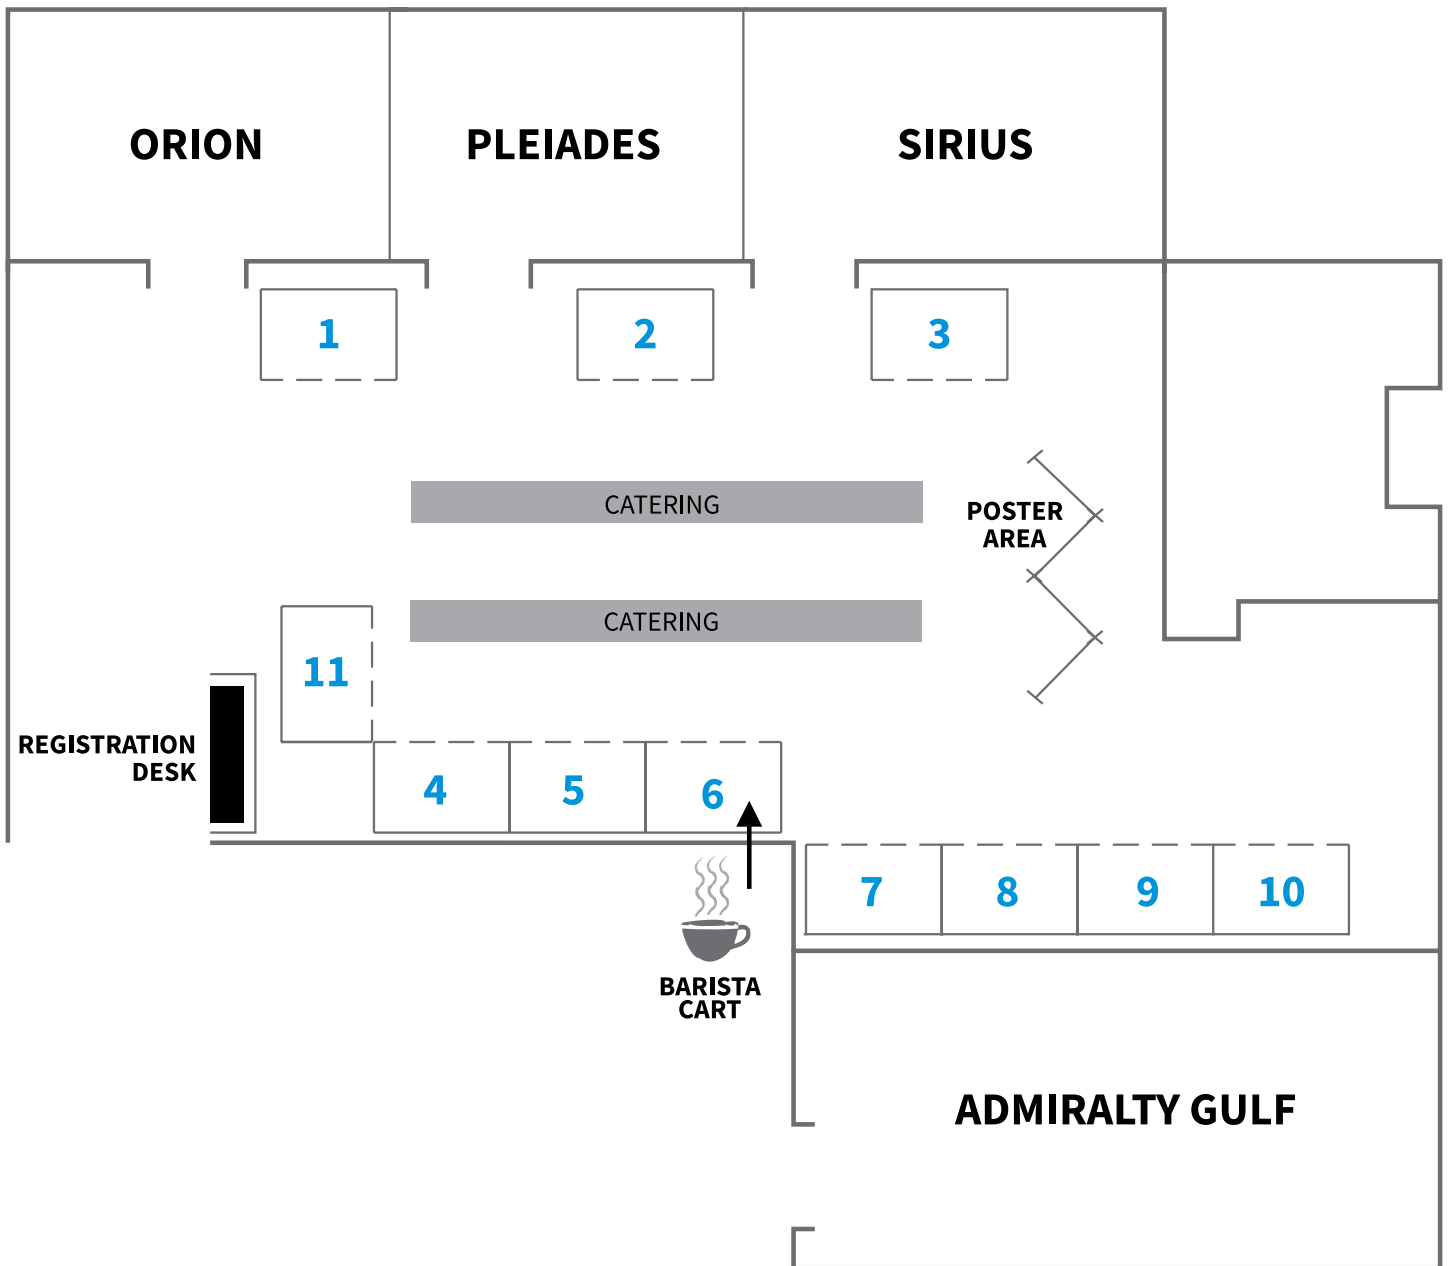 ORION
PLEIADES
SIRIUS
1
2
3
CATERING
POSTER
AREA
CATERING
11
REGISTRATION
DESK
4
5
6
7
8
9
10
BARISTA
CART
ADMIRALTY GULF